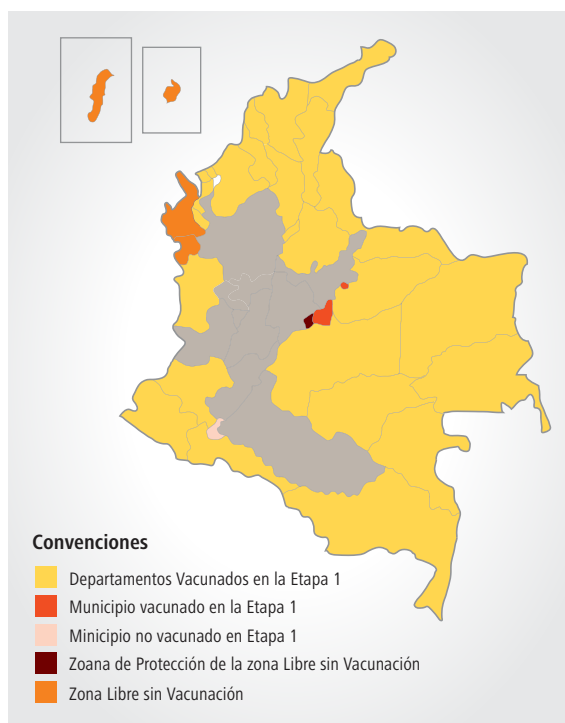 Convenciones
Departamentos Vacunados en la Etapa 1
Municipio vacunado en la Etapa 1
Minicipio no vacunado en Etapa 1
Zoana de Protección de la zona Libre sin Vacunación
Zona Libre sin Vacunación